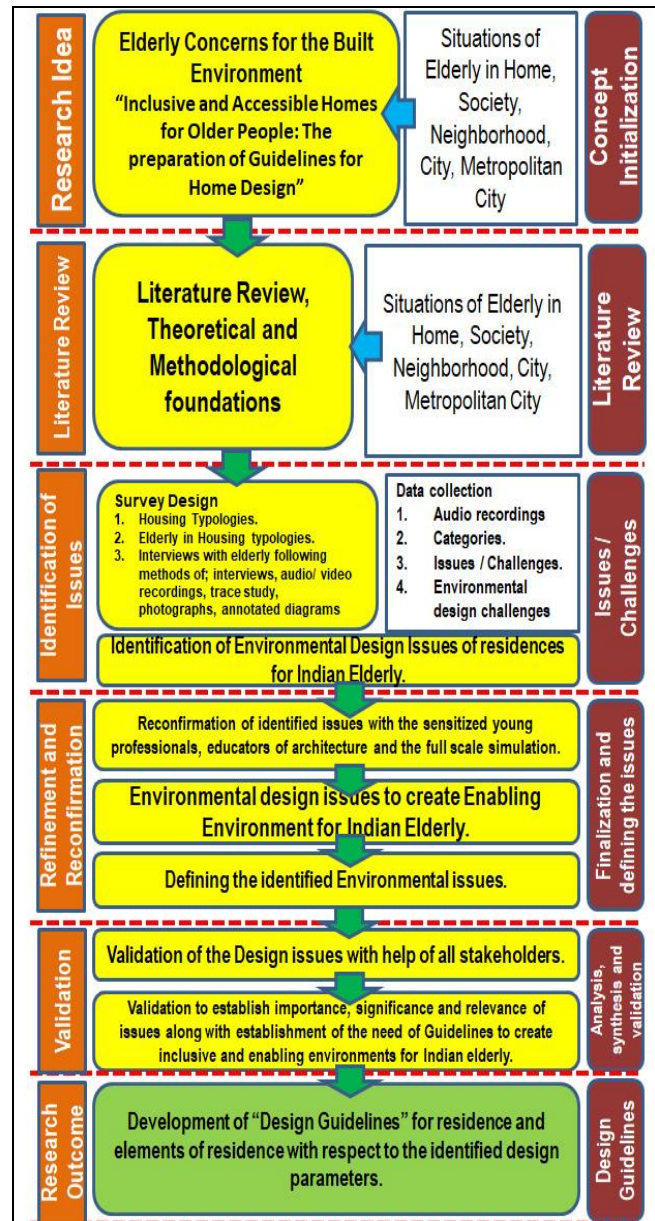 Research Idea
Elderly Concerns for the Built
Environment
“Inclusive and Accessible Homes
for Older People: The
preparation of Guidelines for
Home Design”
Situations of
Elderly in Home,
Society,
Neighborhood,
City, Metropolitan
City
Concept
Initialization
Literature Review
Literature Review,
Theoretical and
Methodological
foundations
Situations of Elderly in
Home, Society,
Neighborhood, City,
Metropolitan City
Literature
Review
Identification of
Issues
Survey Design
1. Housing Typologies.
2. Elderly in Housing typologies.
3. Interviews with elderly following
methods of; interviews, audio/ video
recordings, trace study,
photographs, annotated diagrams
Data collection
1. Audio recordings
2. Categories.
3. Issues / Challenges.
4. Environmental
design challenges
Identification of Environmental Design Issues of residences
for Indian Elderly.
Issues /
Challenges
Refinement and
Reconfirmation
Reconfirmation of identified issues with the sensitized young
professionals, educators of architecture and the full scale simulation.
Environmental design issues to create Enabling
Environment for Indian Elderly.
Defining the identified Environmental issues.
Finalization and
defining the issues
Validation
Validation of the Design issues with help of all stakeholders.
Validation to establish importance, significance and relevance of
issues along with establishment of the need of Guidelines to create
inclusive and enabling environments for Indian elderly.
Analysis,
synthesis and
validation
Research
Outcome
Development of “Design Guidelines” for residence and
elements of residence with respect to the identified design
parameters.
Design
Guidelines